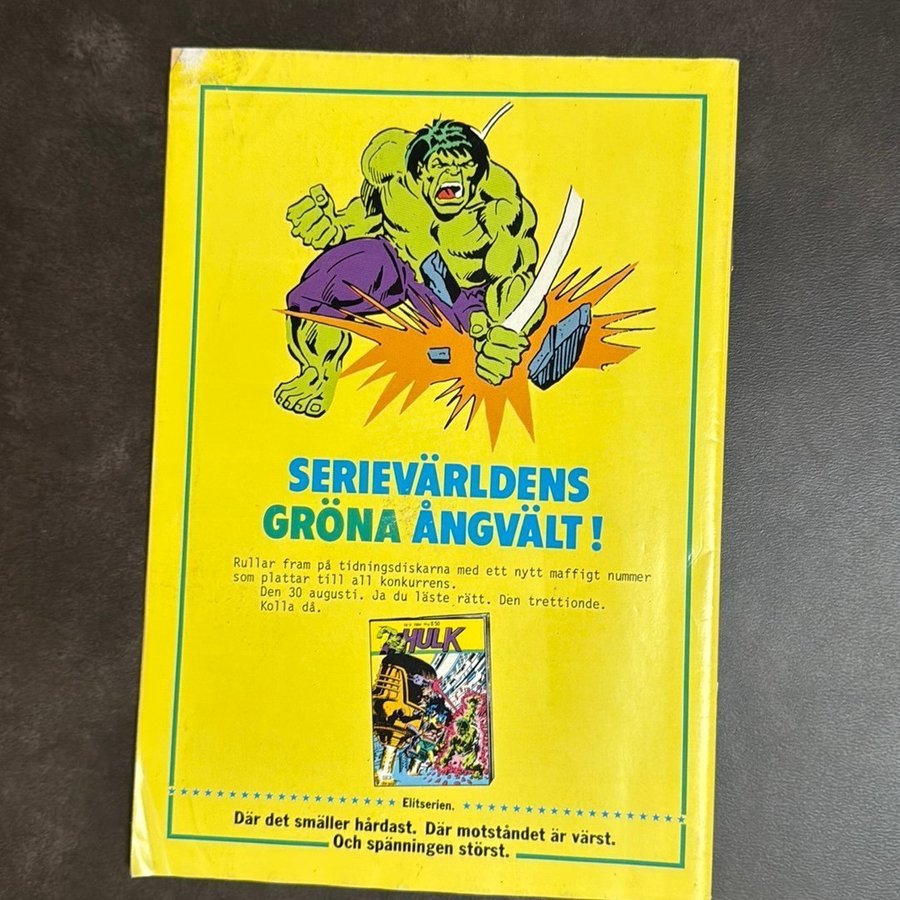 SERIEVÄRLDENS
GRÖNA ÅNGVÄLT!
Rullar fram på tidningsdiskarna med ett nytt maffigt nummer
som plattar till all konkurrens.
Den 30 augusti. Ja du läste rätt. Den trettionde.
Kolla då.
HULK
Elitserien.
Där det smäller hårdast. Där motståndet är värst.
Och spänningen störst.